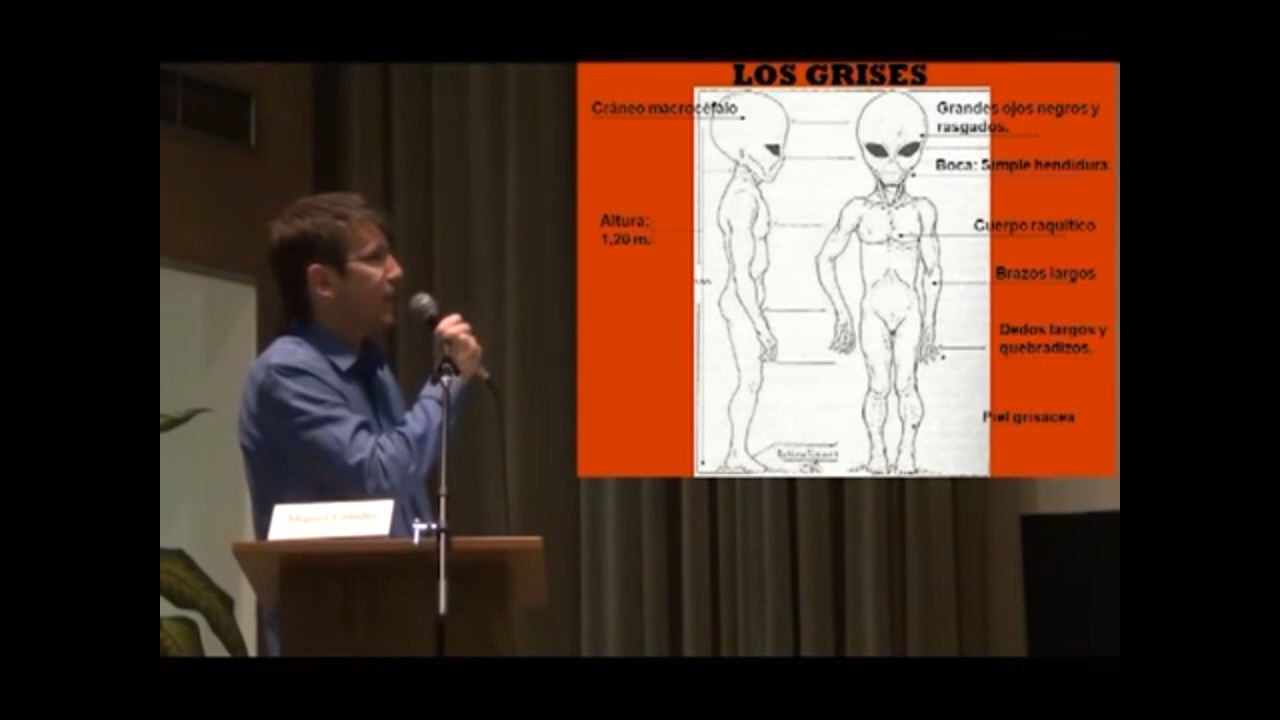 LOS GRISES
Cráneo macrocéfalo
Grandes ojos negros y
rasgados.
Boca: Simple hendidura.
Altura:
1,20 m.
Cuerpo raquítico
Brazos largos
Dedos largos y
quebradizos.
Piel grisácea